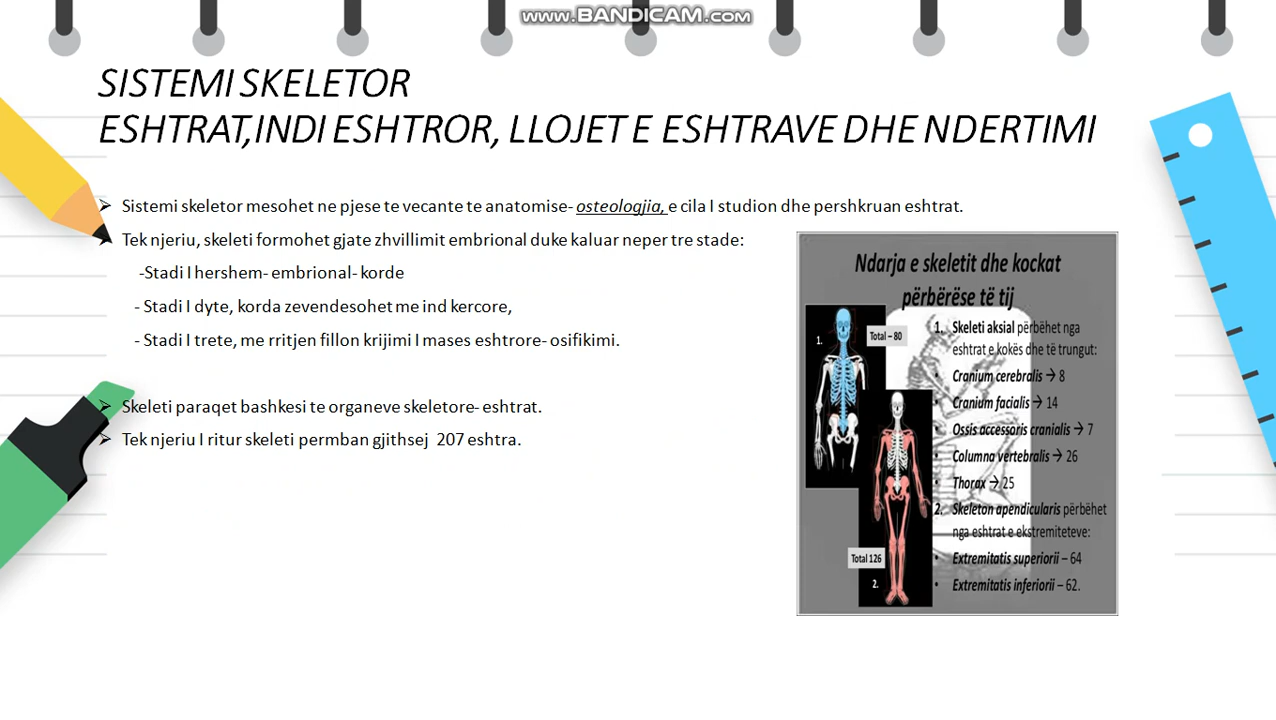 www.BANDICAM.com
SISTEMI SKELETOR
ESHTRAT,INDI ESHTROR, LLOJET E ESHTRAVE DHE NDERTIMI
Sistemi skeletor mesohet ne pjese te vecante te anatomise- osteologjia, e cila I studion dhe pershkruan eshtrat.
Tek njeriu, skeleti formohet gjate zhvillimit embrional duke kaluar neper tre stade:
-Stadi I hershem- embrional- korde
- Stadi I dyte, korda zevendesohet me ind kercore,
- Stadi I trete, me rritjen fillon krijimi I mases eshtrore- osifikimi.
Skeleti paraqet bashkesi te organeve skeletore- eshtrat.
Tek njeriu I ritur skeleti permban gjithsej 207 eshtra.
Ndarja e skeletit dhe kockat
përbërëse të tij
1.
Total – 80
1. Skeleti aksial përbëhet nga
eshtrat e kokës dhe të trungut:
• Cranium cerebralis → 8
• Cranium facialis → 14
• Ossis accessoris cranialis → 7
• Columna vertebralis → 26
• Thorax → 25
2. Skeleton apendicularis përbëhet
nga eshtrat e ekstremiteteve:
• Extremitatis superiorii – 64
• Extremitatis inferiorii – 62.
Total 126
2.